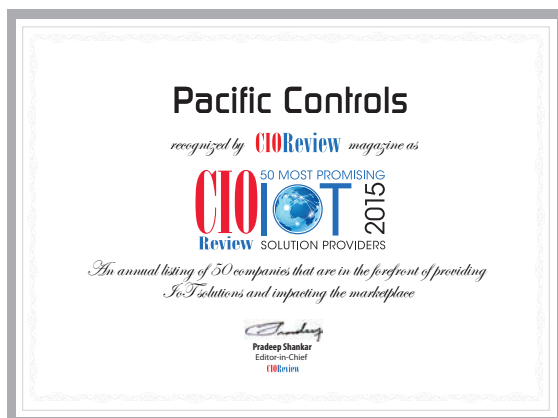 Pacific Controls
recognized by CIOReview magazine as
CIO 50 MOST PROMISING
IOT 2015
Review SOLUTION PROVIDERS
An annual listing of 50 companies that are in the forefront of providing
IoT solutions and impacting the marketplace
Pradeep
Pradeep Shankar
Editor-in-Chief
CIOReview